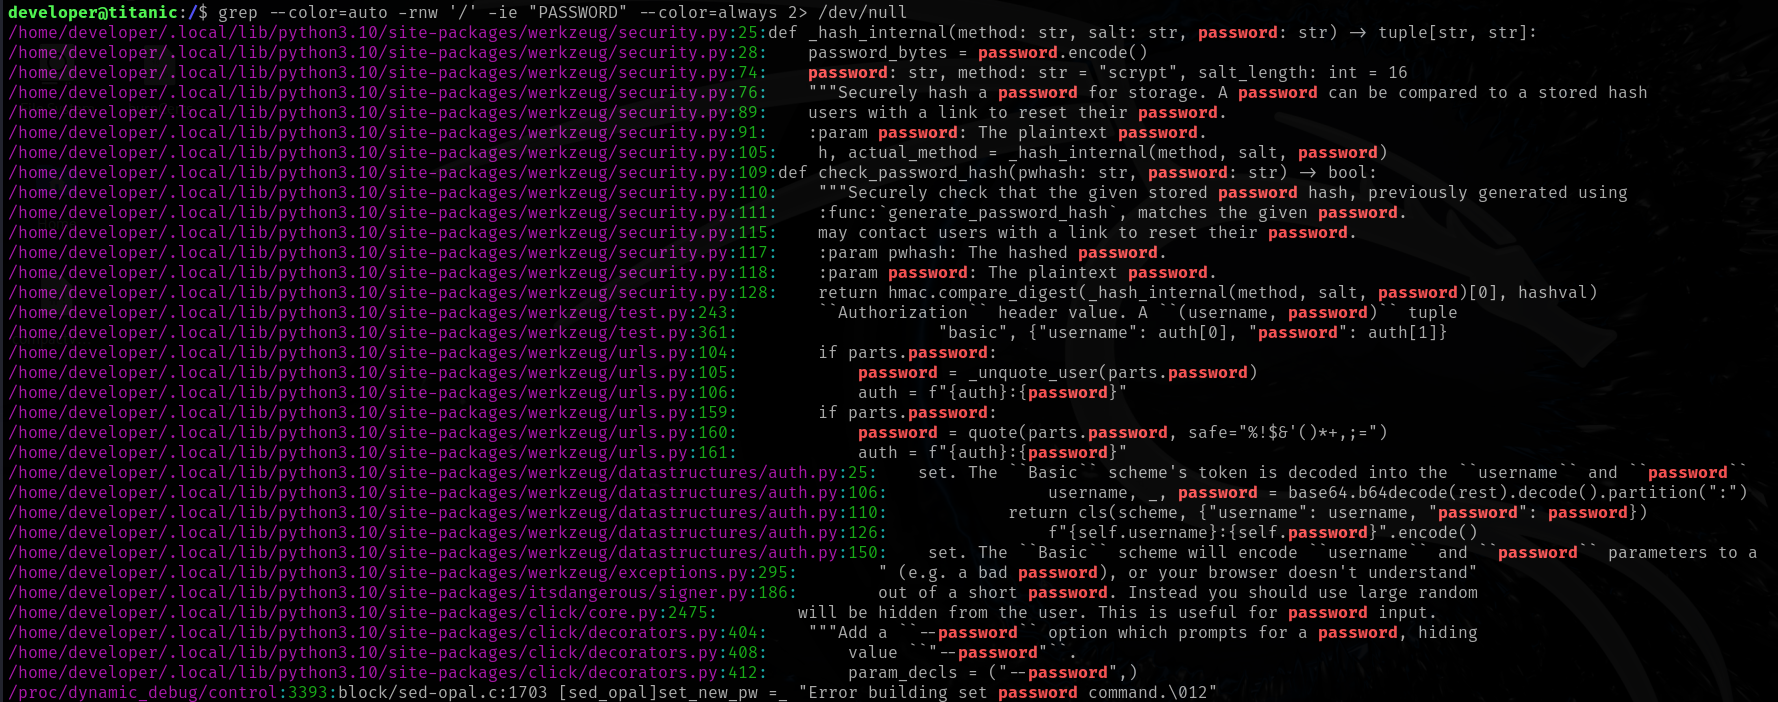 developer@titanic:/$ grep --color=auto -rnw '/' -ie "PASSWORD" --color=always 2> /dev/null
/home/developer/.local/lib/python3.10/site-packages/werkzeug/security.py:25:def _hash_internal(method: str, salt: str, password: str) -> tuple[str, str]:
/home/developer/.local/lib/python3.10/site-packages/werkzeug/security.py:28:    password_bytes = password.encode()
/home/developer/.local/lib/python3.10/site-packages/werkzeug/security.py:74:    password: str, method: str = "scrypt", salt_length: int = 16
/home/developer/.local/lib/python3.10/site-packages/werkzeug/security.py:76:    """Securely hash a password for storage. A password can be compared to a stored hash
/home/developer/.local/lib/python3.10/site-packages/werkzeug/security.py:89:    users with a link to reset their password.
/home/developer/.local/lib/python3.10/site-packages/werkzeug/security.py:91:    :param password: The plaintext password.
/home/developer/.local/lib/python3.10/site-packages/werkzeug/security.py:105:    h, actual_method = _hash_internal(method, salt, password)
/home/developer/.local/lib/python3.10/site-packages/werkzeug/security.py:109:def check_password_hash(pwhash: str, password: str) -> bool:
/home/developer/.local/lib/python3.10/site-packages/werkzeug/security.py:110:    """Securely check that the given stored password hash, previously generated using
/home/developer/.local/lib/python3.10/site-packages/werkzeug/security.py:111:    :func:`generate_password_hash`, matches the given password.
/home/developer/.local/lib/python3.10/site-packages/werkzeug/security.py:115:    may contact users with a link to reset their password.
/home/developer/.local/lib/python3.10/site-packages/werkzeug/security.py:117:    :param pwhash: The hashed password.
/home/developer/.local/lib/python3.10/site-packages/werkzeug/security.py:118:    :param password: The plaintext password.
/home/developer/.local/lib/python3.10/site-packages/werkzeug/security.py:128:    return hmac.compare_digest(_hash_internal(method, salt, password)[0], hashval)
/home/developer/.local/lib/python3.10/site-packages/werkzeug/test.py:243:        ``Authorization`` header value. A ``(username, password)`` tuple
/home/developer/.local/lib/python3.10/site-packages/werkzeug/test.py:361:                    "basic", {"username": auth[0], "password": auth[1]}
/home/developer/.local/lib/python3.10/site-packages/werkzeug/urls.py:104:        if parts.password:
/home/developer/.local/lib/python3.10/site-packages/werkzeug/urls.py:105:            password = _unquote_user(parts.password)
/home/developer/.local/lib/python3.10/site-packages/werkzeug/urls.py:106:            auth = f"{auth}:{password}"
/home/developer/.local/lib/python3.10/site-packages/werkzeug/urls.py:159:        if parts.password:
/home/developer/.local/lib/python3.10/site-packages/werkzeug/urls.py:160:            password = quote(parts.password, safe="%!$&'()*+,;=")
/home/developer/.local/lib/python3.10/site-packages/werkzeug/urls.py:161:            auth = f"{auth}:{password}"
/home/developer/.local/lib/python3.10/site-packages/werkzeug/datastructures/auth.py:25:    set. The ``Basic`` scheme's token is decoded into the ``username`` and ``password``
/home/developer/.local/lib/python3.10/site-packages/werkzeug/datastructures/auth.py:106:                username, _, password = base64.b64decode(rest).decode().partition(":")
/home/developer/.local/lib/python3.10/site-packages/werkzeug/datastructures/auth.py:110:            return cls(scheme, {"username": username, "password": password})
/home/developer/.local/lib/python3.10/site-packages/werkzeug/datastructures/auth.py:126:                f"{self.username}:{self.password}".encode()
/home/developer/.local/lib/python3.10/site-packages/werkzeug/datastructures/auth.py:150:    set. The ``Basic`` scheme will encode ``username`` and ``password`` parameters to a
/home/developer/.local/lib/python3.10/site-packages/werkzeug/exceptions.py:295:        " (e.g. a bad password), or your browser doesn't understand"
/home/developer/.local/lib/python3.10/site-packages/itsdangerous/signer.py:186:        out of a short password. Instead you should use large random
/home/developer/.local/lib/python3.10/site-packages/click/core.py:2475:        will be hidden from the user. This is useful for password input.
/home/developer/.local/lib/python3.10/site-packages/click/decorators.py:404:    """Add a ``--password`` option which prompts for a password, hiding
/home/developer/.local/lib/python3.10/site-packages/click/decorators.py:408:        value ``"--password"``.
/home/developer/.local/lib/python3.10/site-packages/click/decorators.py:412:        param_decls = ("--password",)
/proc/dynamic_debug/control:3393:block/sed-opal.c:1703 [sed_opal]set_new_pw =_ "Error building set password command.\012"